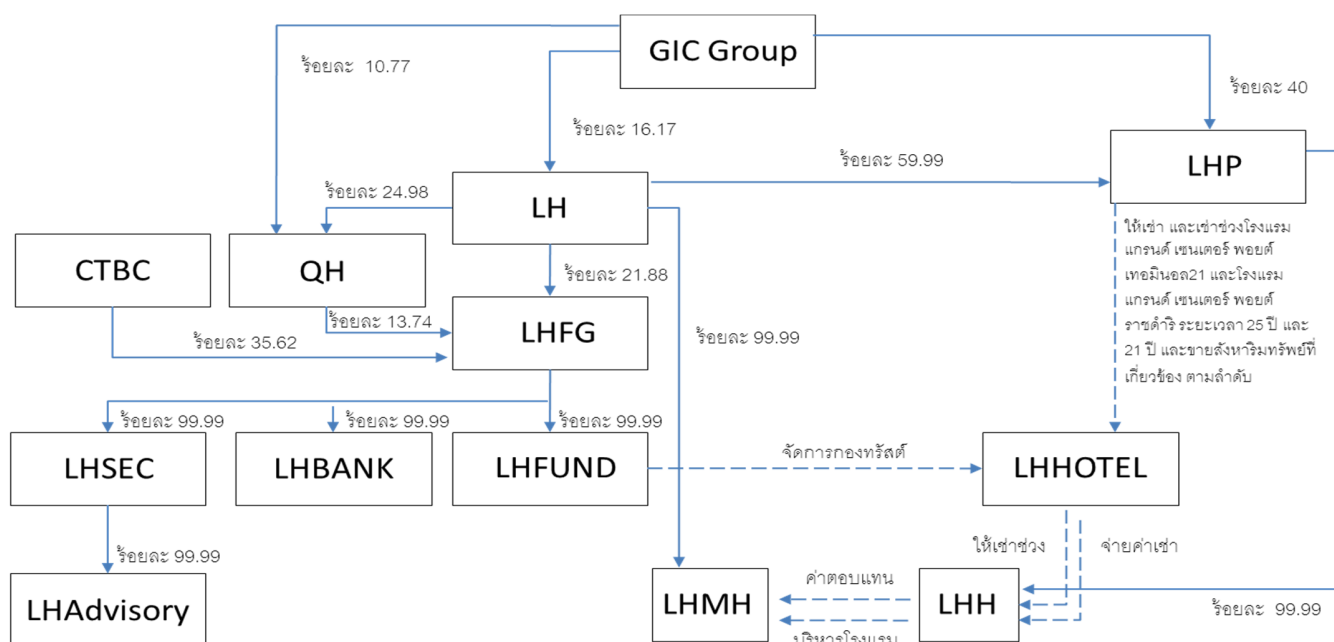 GIC Group
ร้อยละ 10.77
ร้อยละ 40
ร้อยละ 16.17
ร้อยละ 59.99
LHP
ร้อยละ 24.98
LH
ให้เช่า และเช่าช่วงโรงแรม
แกรนด์ เซนเตอร์ พอยต์
เทอมินอล21 และโรงแรม
แกรนด์ เซนเตอร์ พอยต์
ราชดำริ ระยะเวลา 25 ปี และ
21 ปี และขายสังหาริมทรัพย์ที่
เกี่ยวข้อง ตามลำดับ
CTBC
QH
ร้อยละ 21.88
ร้อยละ 13.74
LHFG
ร้อยละ 35.62
ร้อยละ 99.99
ร้อยละ 99.99
ร้อยละ 99.99
ร้อยละ 99.99
LHSEC
LHBANK
LHFUND
จัดการกองทรัสต์
LHHOTEL
ร้อยละ 99.99
ให้เช่าช่วง
จ่ายค่าเช่า
LHAdvisory
LHMH
ค่าตอบแทน
LHH
ร้อยละ 99.99
บริหารโรงแรม